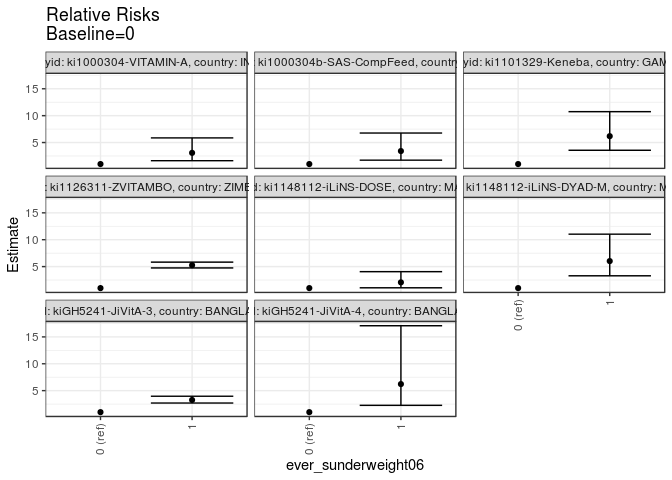 Relative Risks
Baseline=0
yid: ki1000304-VITAMIN-A, country: IN
ki1000304b-SAS-CompFeed, country
yid: ki1101329-Keneba, country: GAM
15
10
5
: ki1126311-ZVITAMBO, country: ZIMB
d: ki1148112-iLiNS-DOSE, country: MA
ki1148112-iLiNS-DYAD-M, country: M
15
10
5
Estimate
: kiGH5241-JiVitA-3, country: BANGLA
: kiGH5241-JiVitA-4, country: BANGLA
15
10
5
0 (ref)
1
0 (ref)
1
0 (ref)
1
ever_sunderweight06